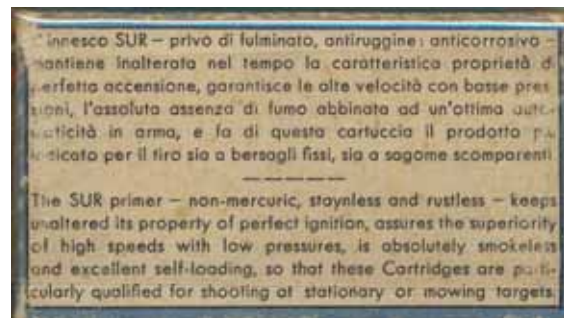 L'innesco SUR – privo di fulminato, antiruggine, anticorrosivo –
mantiene inalterata nel tempo la caratteristica proprietà di
perfetta accensione, garantisce le alte velocità con basse pres-
sioni, l'assoluta assenza di fumo abbinata ad un'ottima auto-
maticità in arma, e fa di questa cartuccia il prodotto più
indicato per il tiro sia a bersagli fissi, sia a sagome scomparenti
— — — — —
The SUR primer – non-mercuric, staynless and rustless – keeps
unaltered its property of perfect ignition, assures the superiority
of high speeds with low pressures, is absolutely smokeless
and excellent self-loading, so that these Cartridges are parti-
cularly qualified for shooting at stationary or mowing targets.